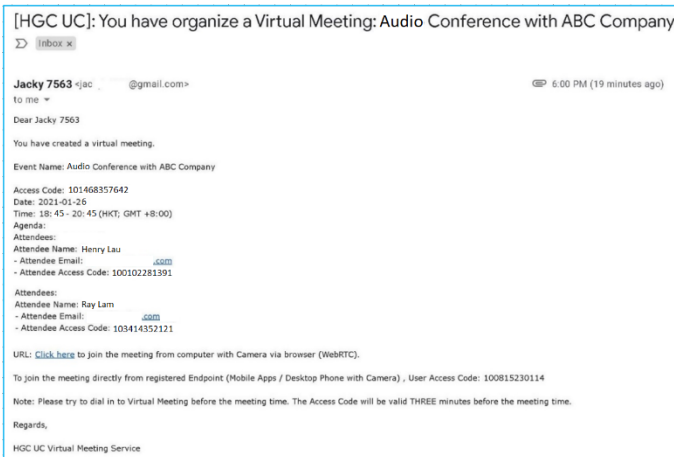 [HGC UC]: You have organize a Virtual Meeting: Audio Conference with ABC Company
Inbox x
Jacky 7563 <jac @gmail.com> 6:00 PM (19 minutes ago)
to me
Dear Jacky 7563
You have created a virtual meeting.
Event Name: Audio Conference with ABC Company
Access Code: 101468357642
Date: 2021-01-26
Time: 18: 45 - 20: 45 (HKT; GMT +8:00)
Agenda:
Attendees:
Attendee Name: Henry Lau
- Attendee Email: .com
- Attendee Access Code: 100102281391
Attendees:
Attendee Name: Ray Lam
- Attendee Email: .com
- Attendee Access Code: 103414352121
URL: Click here to join the meeting from computer with Camera via browser (WebRTC).
To join the meeting directly from registered Endpoint (Mobile Apps / Desktop Phone with Camera) , User Access Code: 100815230114
Note: Please try to dial in to Virtual Meeting before the meeting time. The Access Code will be valid THREE minutes before the meeting time.
Regards,
HGC UC Virtual Meeting Service